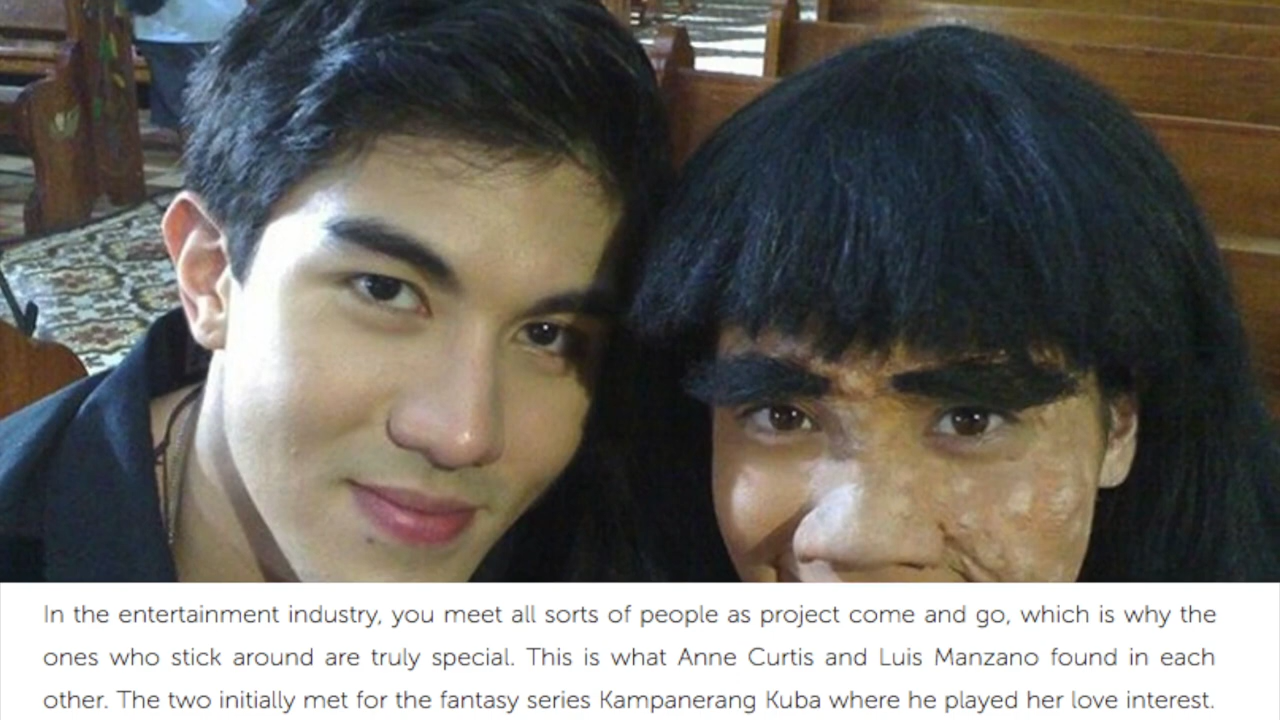 In the entertainment industry, you meet all sorts of people as project come and go, which is why the
ones who stick around are truly special. This is what Anne Curtis and Luis Manzano found in each
other. The two initially met for the fantasy series Kampanerang Kuba where he played her love interest.